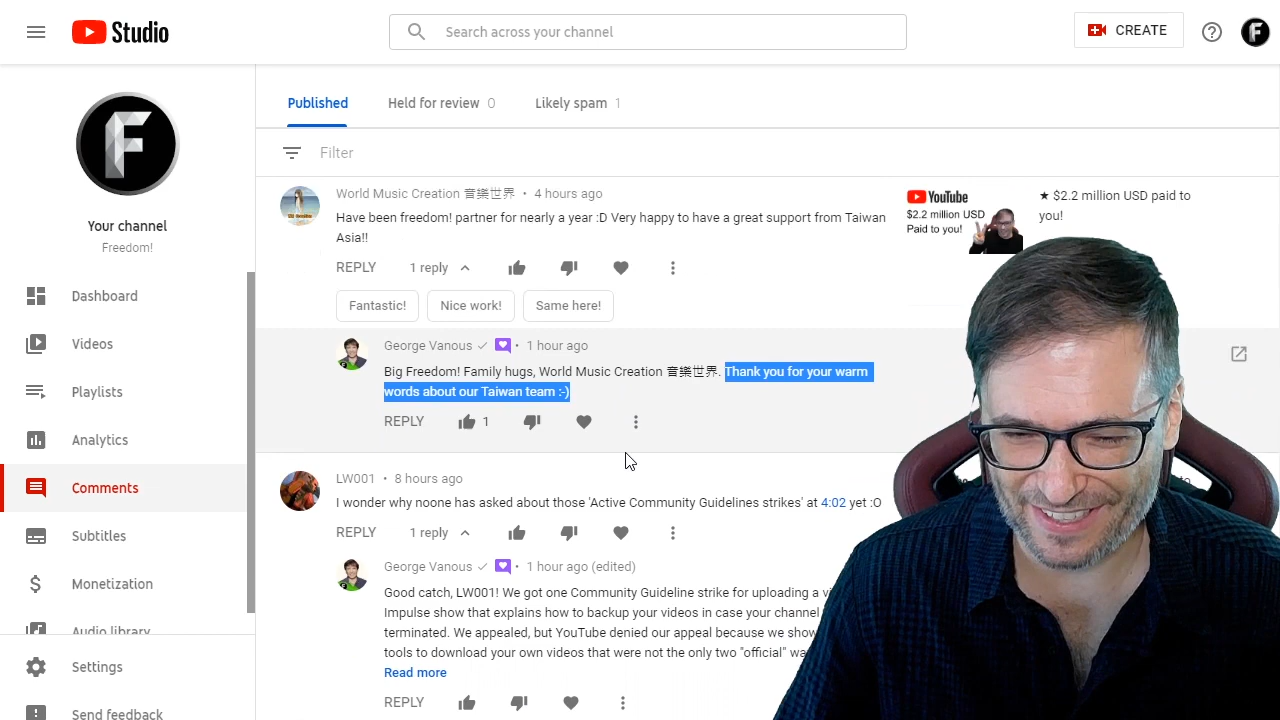 Studio
Search across your channel
CREATE
Your channel
Freedom!
Dashboard
Videos
Playlists
Analytics
Comments
Subtitles
Monetization
Audio library
Settings
Send feedback
Published
Held for review 0
Likely spam 1
Filter
World Music Creation 音樂世界 • 4 hours ago
Have been freedom! partner for nearly a year :D Very happy to have a great support from Taiwan
Asia!!
REPLY 1 reply
Fantastic! Nice work! Same here!
YouTube
$2.2 million USD
Paid to you!
★ $2.2 million USD paid to
you!
George Vanous • 1 hour ago
Big Freedom! Family hugs, World Music Creation 音樂世界. Thank you for your warm
words about our Taiwan team :-)
REPLY 1
LW001 • 8 hours ago
I wonder why noone has asked about those 'Active Community Guidelines strikes' at 4:02 yet :O
REPLY 1 reply
George Vanous • 1 hour ago (edited)
Good catch, LW001! We got one Community Guideline strike for uploading a
Impulse show that explains how to backup your videos in case your channel
terminated. We appealed, but YouTube denied our appeal because we
tools to download your own videos that were not the only two "official"
Read more
REPLY